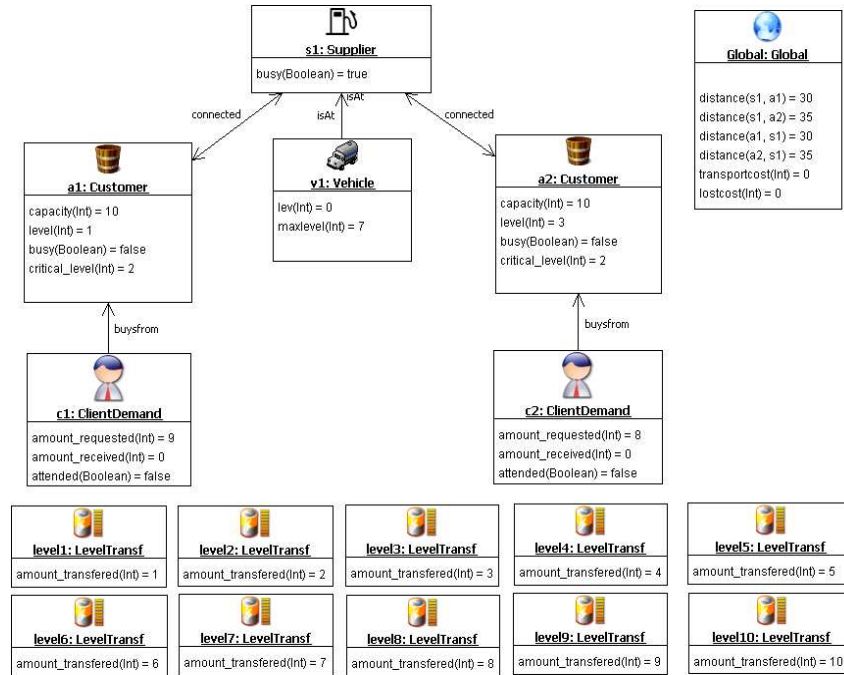 s1: Supplier
busy(Boolean) = true
isAt
connected
isAt
connected
Global: Global
distance(s1, a1) = 30
distance(s1, a2) = 35
distance(a1, s1) = 30
distance(a2, s1) = 35
transportcost(Int) = 0
lostcost(Int) = 0
a1: Customer
capacity(Int) = 10
level(Int) = 1
busy(Boolean) = false
critical_level(Int) = 2
v1: Vehicle
lev(Int) = 0
maxlevel(Int) = 7
a2: Customer
capacity(Int) = 10
level(Int) = 3
busy(Boolean) = false
critical_level(Int) = 2
buysfrom
buysfrom
c1: ClientDemand
amount_requested(Int) = 9
amount_received(Int) = 0
attended(Boolean) = false
c2: ClientDemand
amount_requested(Int) = 8
amount_received(Int) = 0
attended(Boolean) = false
level1: LevelTransf
amount_transfered(Int) = 1
level2: LevelTransf
amount_transfered(Int) = 2
level3: LevelTransf
amount_transfered(Int) = 3
level4: LevelTransf
amount_transfered(Int) = 4
level5: LevelTransf
amount_transfered(Int) = 5
level6: LevelTransf
amount_transfered(Int) = 6
level7: LevelTransf
amount_transfered(Int) = 7
level8: LevelTransf
amount_transfered(Int) = 8
level9: LevelTransf
amount_transfered(Int) = 9
level10: LevelTransf
amount_transfered(Int) = 10